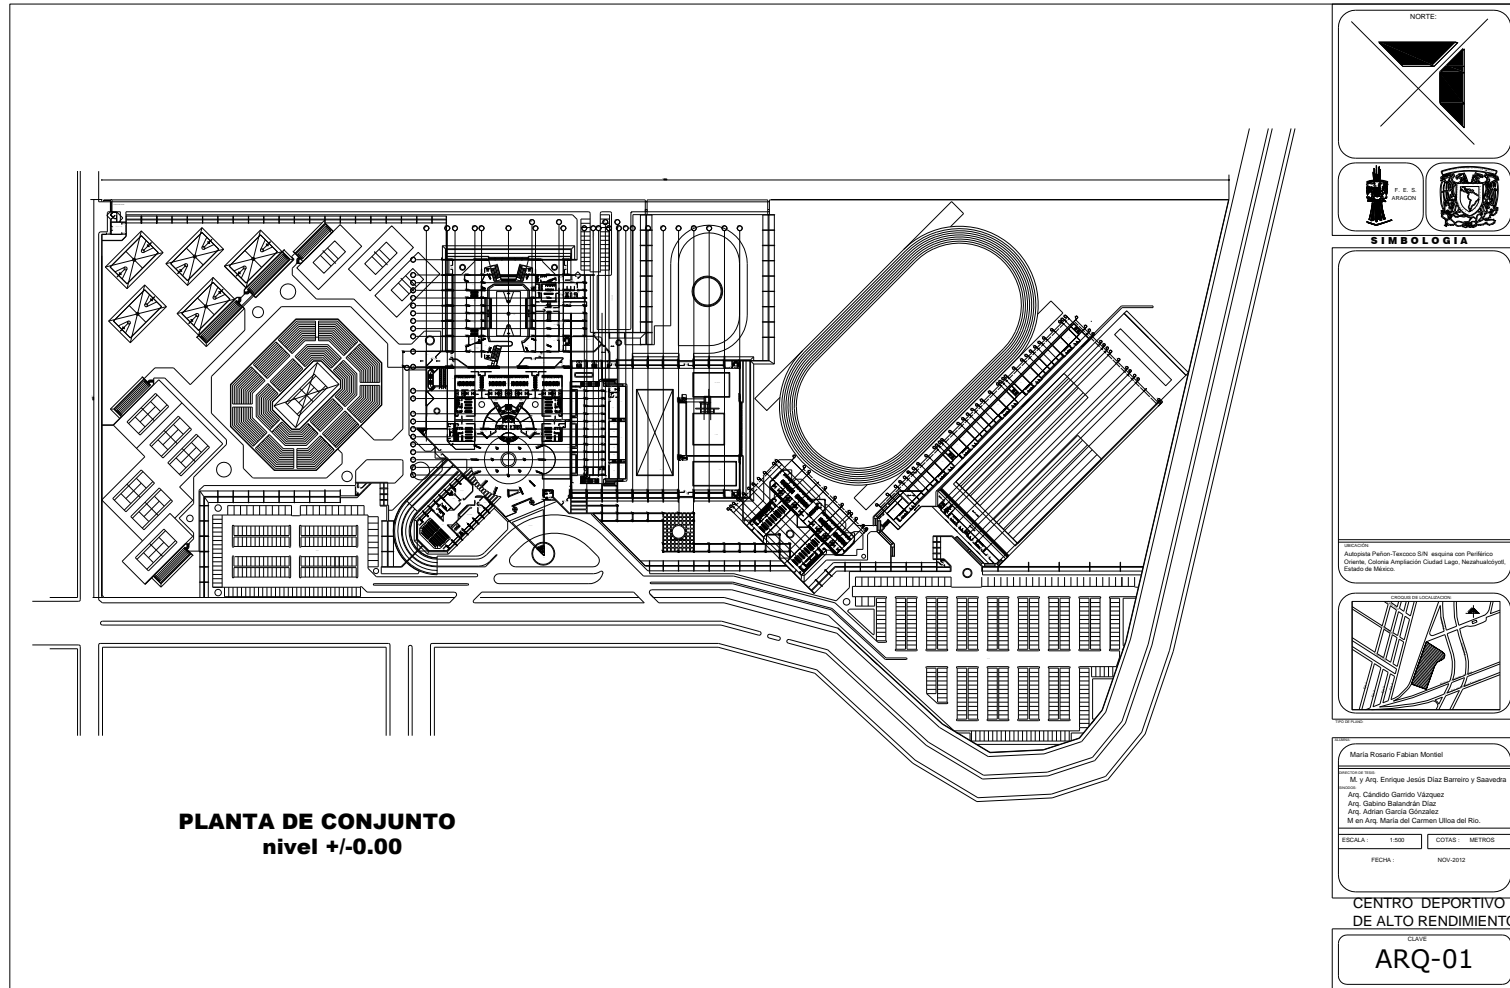 NORTE:
F. E. S.
ARAGON
SIMBOLOGIA
UBICACIÓN:
Autopista Peñon-Texcoco S/N esquina con Periférico
Oriente, Colonia Ampliación Ciudad Lago, Nezahualcóyotl,
Estado de México.
CROQUIS DE LOCALIZACION
TIPO DE PLANO:
ALUMNA:
María Rosario Fabian Montiel
DIRECTOR DE TESIS:
M. y Arq. Enrique Jesús Díaz Barreiro y Saavedra
SINODOS:
Arq. Cándido Garrido Vázquez
Arq. Gabino Balandrán Díaz
Arq. Adrian García Gónzalez
M en Arq. María del Carmen Ulloa del Río.
ESCALA : 1:500 COTAS : METROS
FECHA : NOV-2012
CENTRO DEPORTIVO
DE ALTO RENDIMIENTO
CLAVE
ARQ-01
PLANTA DE CONJUNTO
nivel +/-0.00